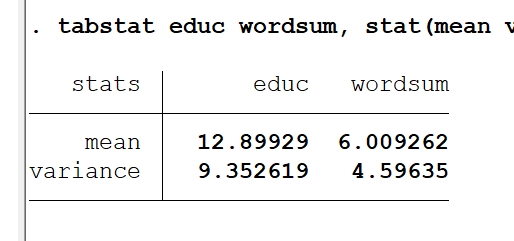 . tabstat educ wordsum, stat(mean
stats educ wordsum
mean 12.89929 6.009262
variance 9.352619 4.59635